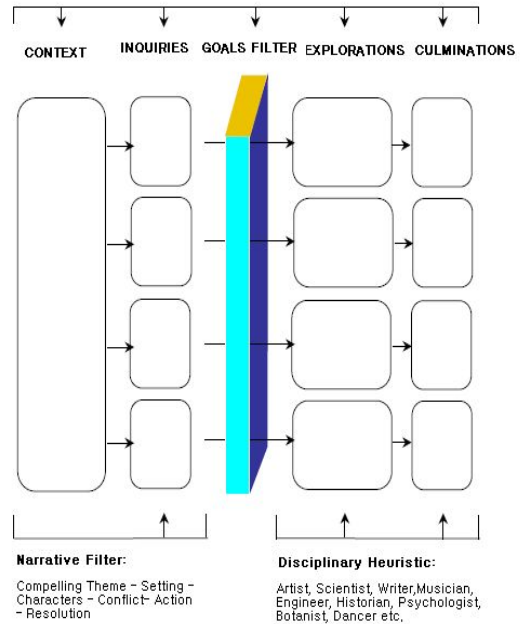 CONTEXT INQUIRIES GOALS FILTER EXPLORATIONS CULMINATIONS
Narrative Filter:
Compelling Theme - Setting -
Characters - Conflict- Action
- Resolution
Disciplinary Heuristic:
Artist, Scientist, Writer,Musician,
Engineer, Historian, Psychologist,
Botanist, Dancer etc.